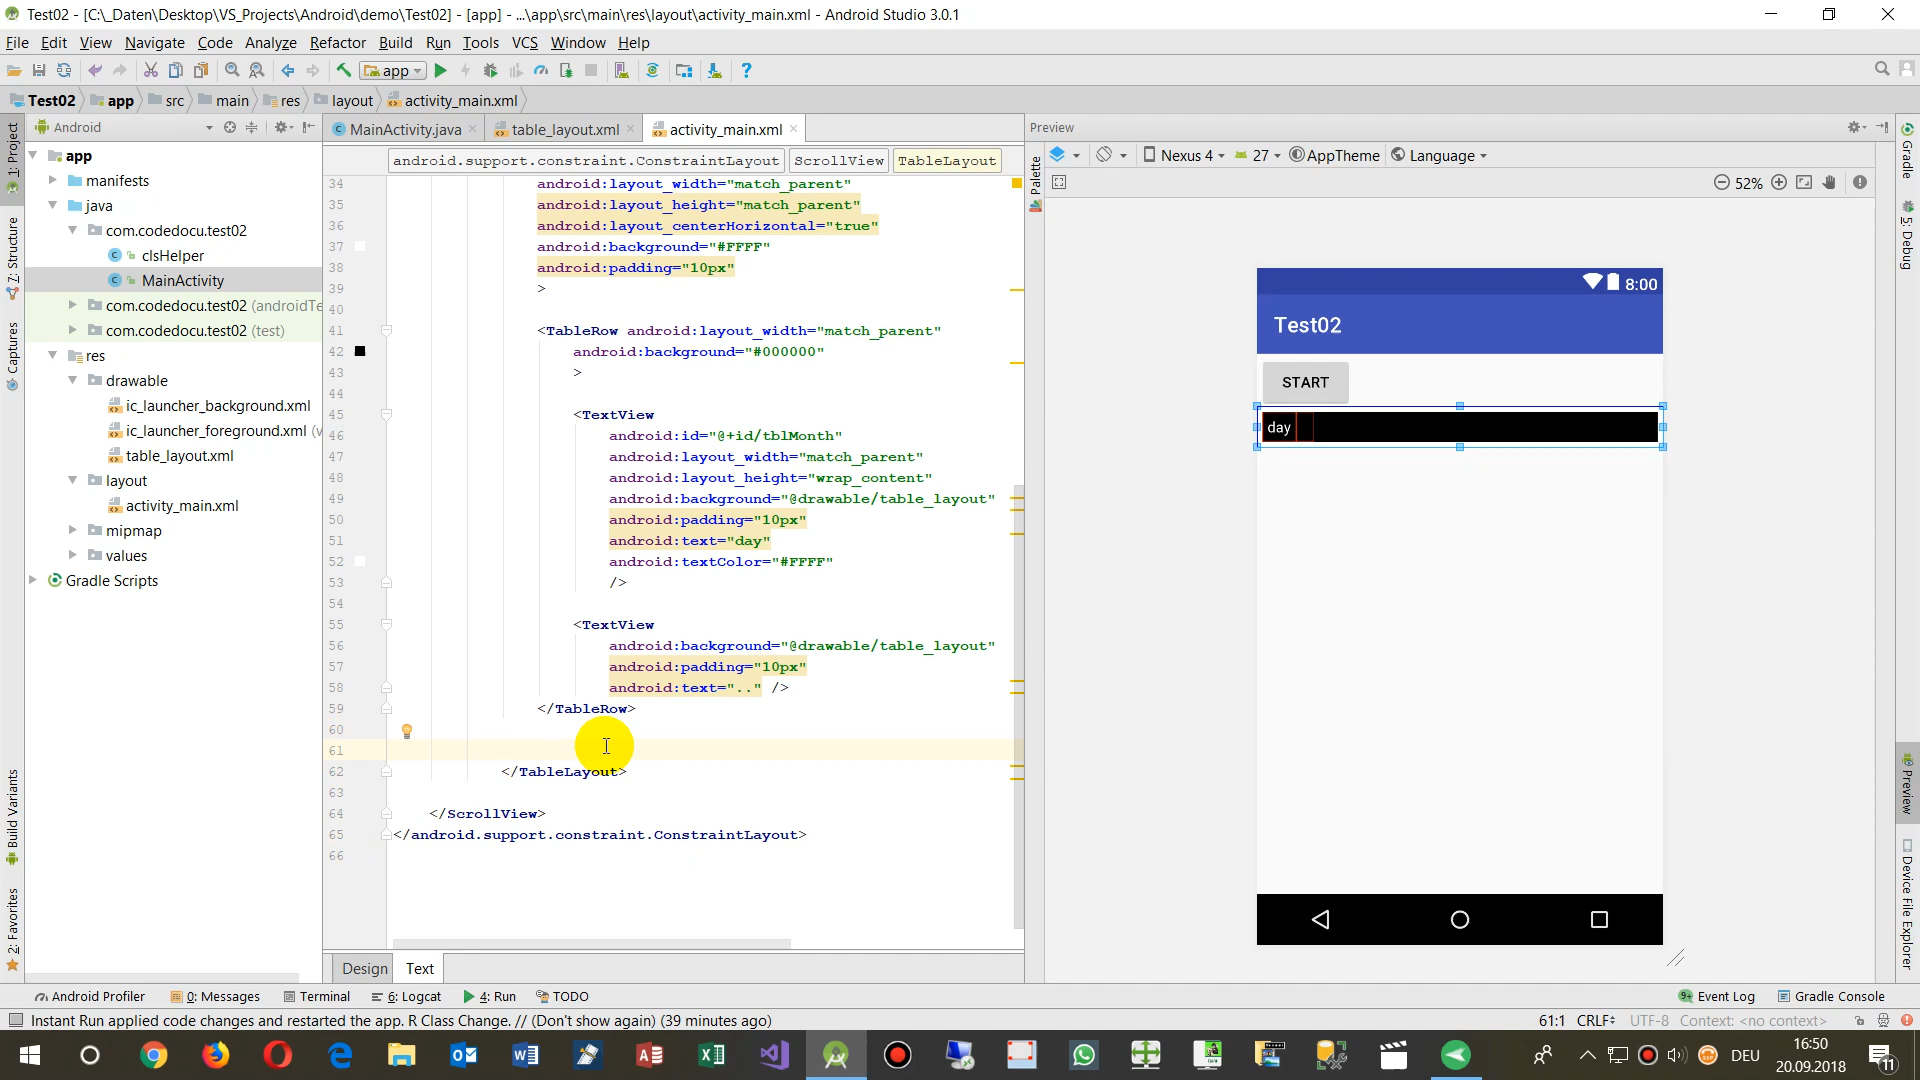 Test02 - [C:\_Daten\Desktop\VS_Projects\Android\demo\Test02] - [app] - ...\app\src\main\res\layout\activity_main.xml - Android Studio 3.0.1
File Edit View Navigate Code Analyze Refactor Build Run Tools VCS Window Help
app
Test02 app src main res layout activity_main.xml
Android
MainActivity.java table_layout.xml activity_main.xml
android.support.constraint.ConstraintLayout ScrollView TableLayout
1: Project
7: Structure
Captures
Build Variants
2: Favorites
app
manifests
java
com.codedocu.test02
clsHelper
MainActivity
com.codedocu.test02 (androidTe
com.codedocu.test02 (test)
res
drawable
ic_launcher_background.xml
ic_launcher_foreground.xml (v
table_layout.xml
layout
activity_main.xml
mipmap
values
Gradle Scripts
34 android:layout_width="match_parent"
35 android:layout_height="match_parent"
36 android:layout_centerHorizontal="true"
37 android:background="#FFFF"
38 android:padding="10px"
39 >
40
41 <TableRow android:layout_width="match_parent"
42 android:background="#000000"
43 >
44
45 <TextView
46 android:id="@+id/tblMonth"
47 android:layout_width="match_parent"
48 android:layout_height="wrap_content"
49 android:background="@drawable/table_layout"
50 android:padding="10px"
51 android:text="day"
52 android:textColor="#FFFF"
53 />
54
55 <TextView
56 android:background="@drawable/table_layout"
57 android:padding="10px"
58 android:text=".." />
59 </TableRow>
60
61
62 </TableLayout>
63
64 </ScrollView>
65 </android.support.constraint.ConstraintLayout>
66
Design Text
Preview
Palette
Nexus 4 27 AppTheme Language
52%
8:00
Test02
START
day
Gradle
5: Debug
Preview
Device File Explorer
Android Profiler 0: Messages Terminal 6: Logcat 4: Run TODO
9+ Event Log Gradle Console
Instant Run applied code changes and restarted the app. R Class Change. // (Don't show again) (39 minutes ago)
61:1 CRLF UTF-8 Context: <no context>
DEU
16:50
20.09.2018
11